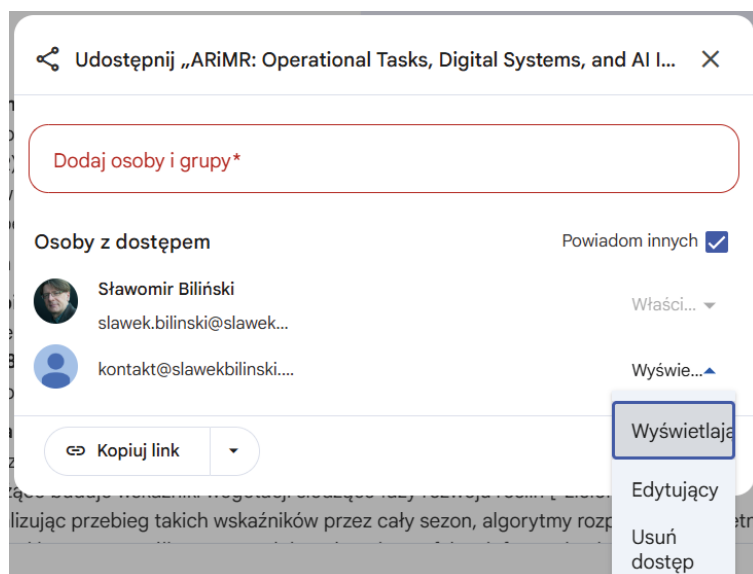 Udostępnij „ARiMR: Operational Tasks, Digital Systems, and AI I...
Dodaj osoby i grupy*
Osoby z dostępem
Powiadom innych
Sławomir Biliński
slawek.bilinski@slawek...
Właści...
kontakt@slawekbilinski....
Wyświe...
Kopiuj link
Wyświetlają
Edytujący
Usuń
dostęp
lizując przebieg takich wskaźników przez cały sezon, algorytmy